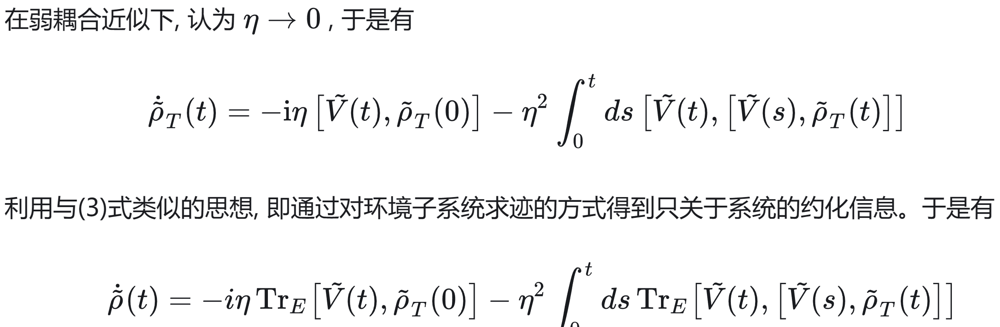 在弱耦合近似下, 认为 $\eta \to 0$ , 于是有
$$\dot{\tilde{\rho}}_T(t) = -\mathrm{i}\eta \left[\tilde{V}(t), \tilde{\rho}_T(0)\right] - \eta^2 \int_0^t ds \left[\tilde{V}(t), \left[\tilde{V}(s), \tilde{\rho}_T(t)\right]\right]$$
利用与(3)式类似的思想, 即通过对环境子系统求迹的方式得到只关于系统的约化信息。于是有
$$\dot{\tilde{\rho}}(t) = -i\eta \operatorname{Tr}_E \left[\tilde{V}(t), \tilde{\rho}_T(0)\right] - \eta^2 \int_0^t ds \operatorname{Tr}_E \left[\tilde{V}(t), \left[\tilde{V}(s), \tilde{\rho}_T(t)\right]\right]$$